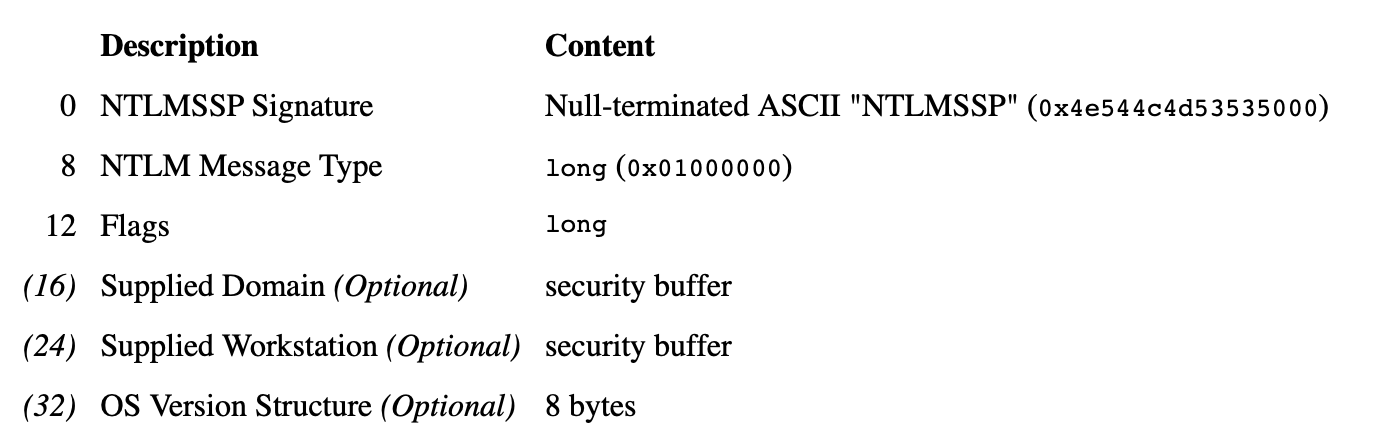 Description Content
0 NTLMSSP Signature Null-terminated ASCII "NTLMSSP" (0x4e544c4d53535000)
8 NTLM Message Type long (0x01000000)
12 Flags long
(16) Supplied Domain (Optional) security buffer
(24) Supplied Workstation (Optional) security buffer
(32) OS Version Structure (Optional) 8 bytes